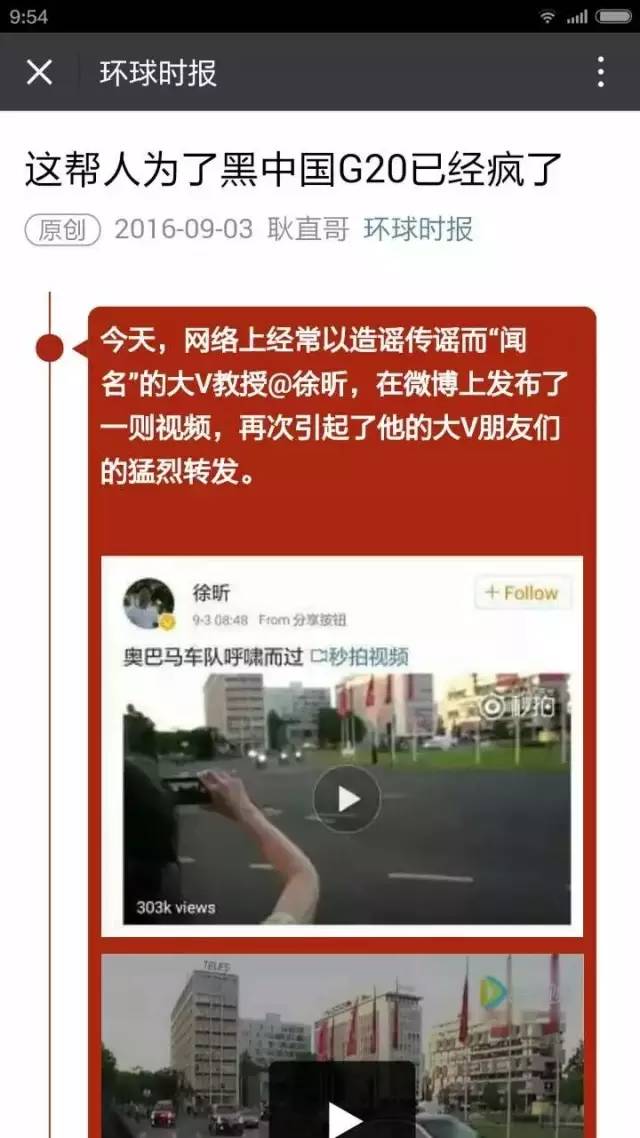 9:54
环球时报
这帮人为了黑中国G20已经疯了
原创 2016-09-03 耿直哥 环球时报
今天，网络上经常以造谣传谣而“闻
名”的大V教授@徐昕，在微博上发布了
一则视频，再次引起了他的大V朋友们
的猛烈转发。
徐昕
+ Follow
9-3 08:48 From 分享按钮
奥巴马车队呼啸而过 秒拍视频
秒拍
303k views